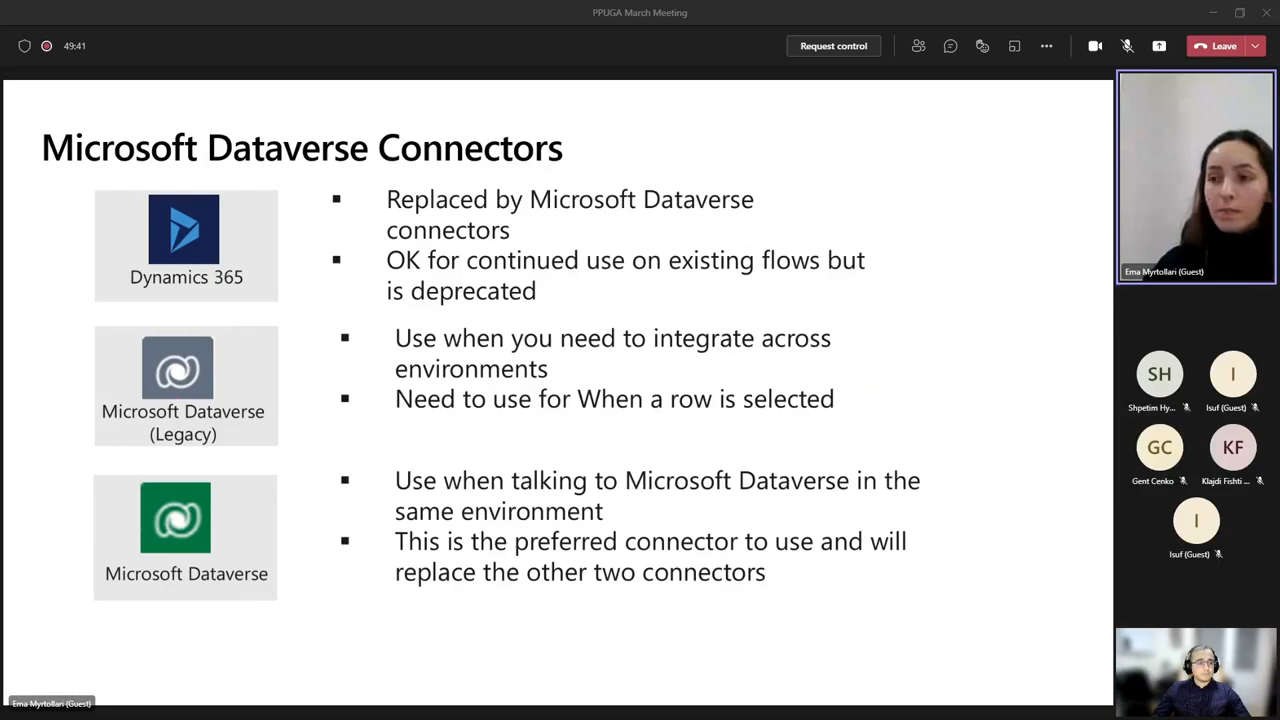 PPUGA March Meeting
49:41
Request control
Leave
Microsoft Dataverse Connectors
Dynamics 365
Replaced by Microsoft Dataverse
connectors
OK for continued use on existing flows but
is deprecated
Microsoft Dataverse
(Legacy)
Use when you need to integrate across
environments
Need to use for When a row is selected
Microsoft Dataverse
Use when talking to Microsoft Dataverse in the
same environment
This is the preferred connector to use and will
replace the other two connectors
Ema Myrtollari (Guest)
SH
Shpetim Hy...
I
Isuf (Guest)
GC
Gent Cenko
KF
Klajdi Fishti ...
I
Isuf (Guest)
Ema Myrtollari (Guest)